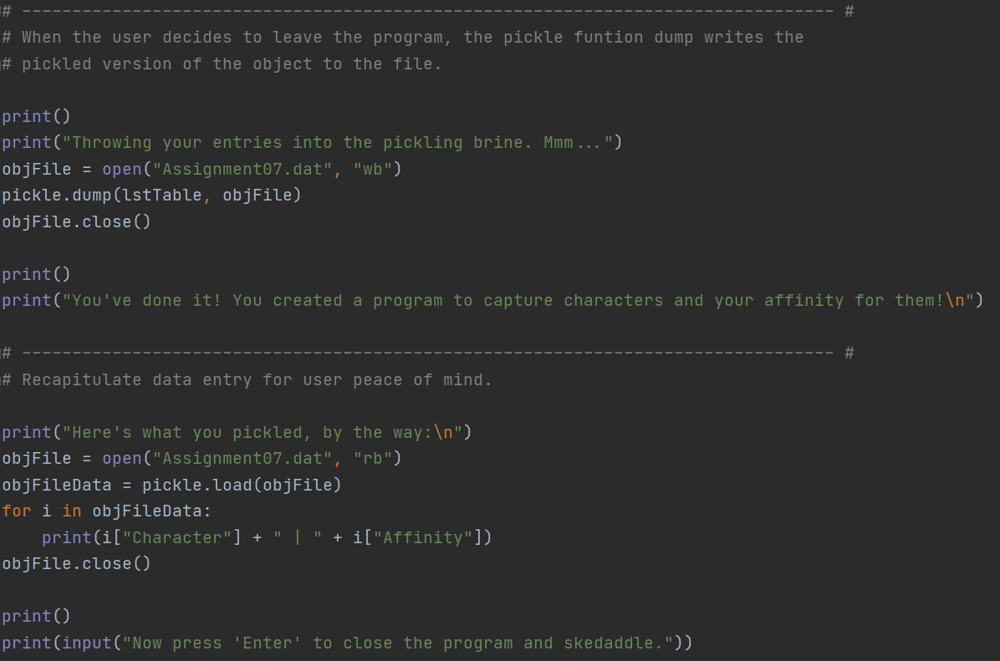 # --------------------------------------------------------------------------------- #
# When the user decides to leave the program, the pickle funtion dump writes the
# pickled version of the object to the file.
print()
print("Throwing your entries into the pickling brine. Mmm...")
objFile = open("Assignment07.dat", "wb")
pickle.dump(lstTable, objFile)
objFile.close()
print()
print("You've done it! You created a program to capture characters and your affinity for them!\n")
# --------------------------------------------------------------------------------- #
# Recapitulate data entry for user peace of mind.
print("Here's what you pickled, by the way:\n")
objFile = open("Assignment07.dat", "rb")
objFileData = pickle.load(objFile)
for i in objFileData:
    print(i["Character"] + " | " + i["Affinity"])
objFile.close()
print()
print(input("Now press 'Enter' to close the program and skedaddle."))